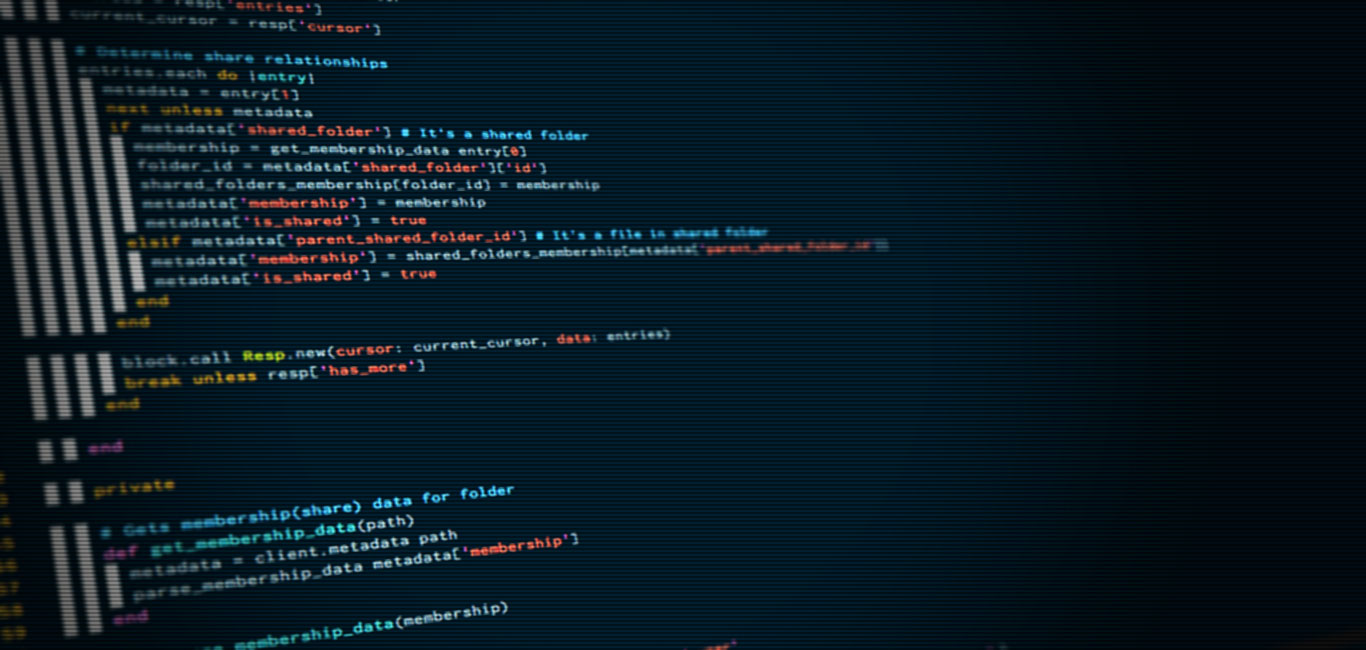 = resp['entries']
current_cursor = resp['cursor']
# Determine share relationships
entries.each do |entry|
metadata = entry[1]
next unless metadata
if metadata['shared_folder'] # It's a shared folder
membership = get_membership_data entry[0]
folder_id = metadata['shared_folder']['id']
shared_folders_membership[folder_id] = membership
metadata['membership'] = membership
metadata['is_shared'] = true
elsif metadata['parent_shared_folder_id'] # It's a file in shared folder
metadata['membership'] = shared_folders_membership[metadata['parent_shared_folder_id']]
metadata['is_shared'] = true
end
end
block.call Resp.new(cursor: current_cursor, data: entries)
break unless resp['has_more']
end
end
private
# Gets membership(share) data for folder
def get_membership_data(path)
metadata = client.metadata path
parse_membership_data metadata['membership']
end
membership_data(membership)